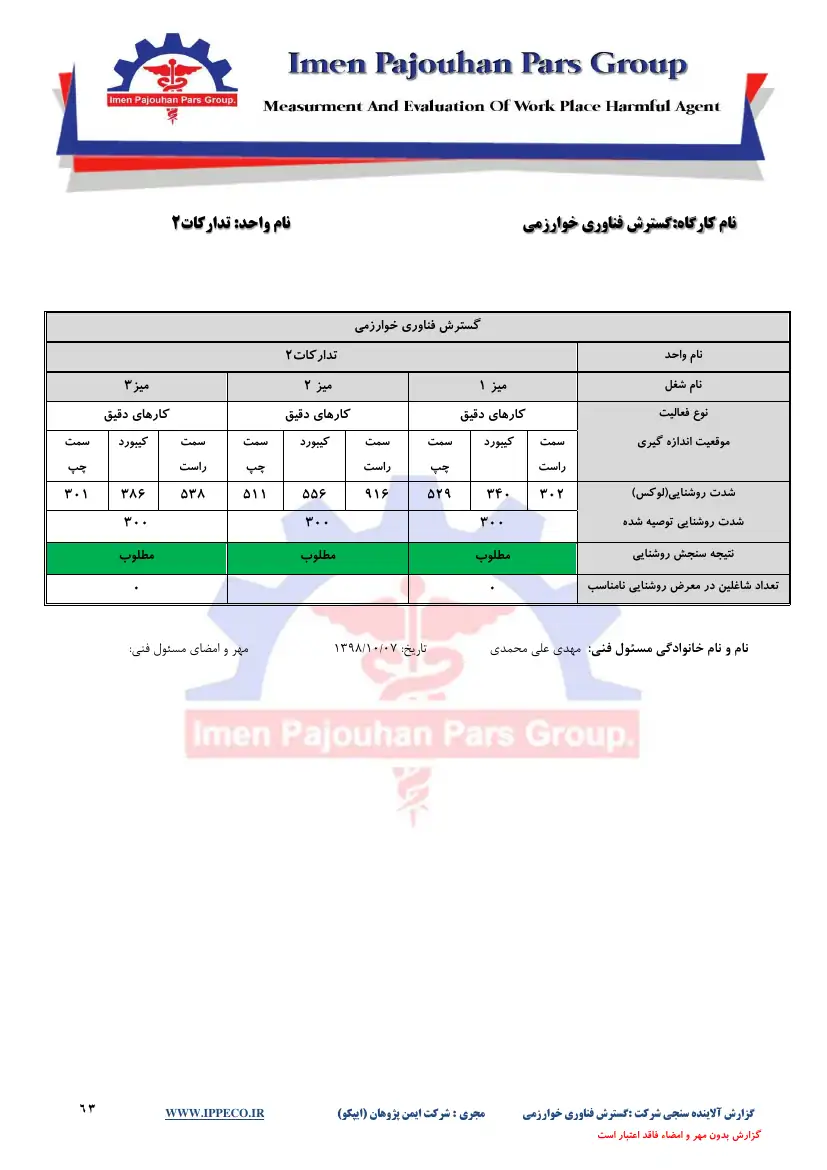 Imen Pajouhan Pars Group
Imen Pajouhan Pars Group.
Measurment And Evaluation Of Work Place Harmful Agent
نام کارگاه:گسترش فناوری خوارزمی نام واحد: تدارکات۲
گسترش فناوری خوارزمی
نام واحد تدارکات۲
نام شغل میز ۱ میز ۲ میز۳
نوع فعالیت کارهای دقیق کارهای دقیق کارهای دقیق
موقعیت اندازه گیری سمت راست کیبورد سمت چپ سمت راست کیبورد سمت چپ سمت راست کیبورد سمت چپ
شدت روشنایی(لوکس) ۳۰۲ ۳۴۰ ۵۲۹ ۹۱۶ ۵۵۶ ۵۱۱ ۵۳۸ ۳۸۶ ۳۰۱
شدت روشنایی توصیه شده ۳۰۰ ۳۰۰ ۳۰۰
نتیجه سنجش روشنایی مطلوب مطلوب مطلوب
تعداد شاغلین در معرض روشنایی نامناسب ۰ ۰
نام و نام خانوادگی مسئول فنی: مهدی علی محمدی تاریخ: ۱۳۹۸/۱۰/۰۷ مهر و امضای مسئول فنی:
Imen Pajouhan Pars Group.
گزارش آلاینده سنجی شرکت :گسترش فناوری خوارزمی مجری : شرکت ایمن پژوهان (ایپکو) WWW.IPPECO.IR ۶۳
گزارش بدون مهر و امضاء فاقد اعتبار است